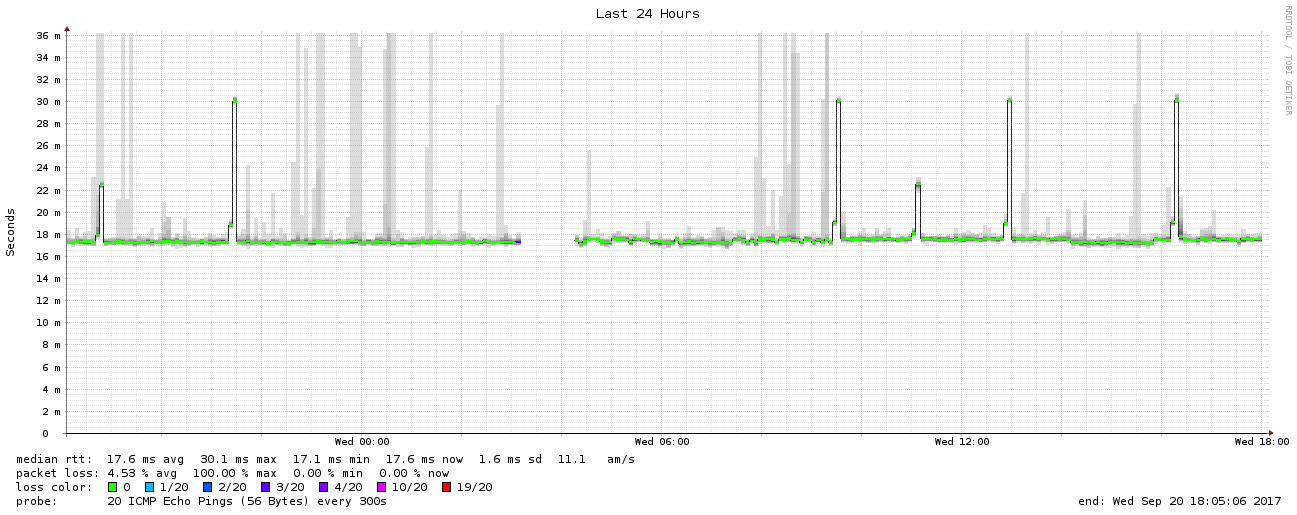 Last 24 Hours
RRDTOOL / TOBI OETIKER
Seconds
36 m
34 m
32 m
30 m
28 m
26 m
24 m
22 m
20 m
18 m
16 m
14 m
12 m
10 m
8 m
6 m
4 m
2 m
0
Wed 00:00 Wed 06:00 Wed 12:00 Wed 18:00
median rtt: 17.6 ms avg 30.1 ms max 17.1 ms min 17.6 ms now 1.6 ms sd 11.1 am/s
packet loss: 4.53 % avg 100.00 % max 0.00 % min 0.00 % now
loss color: 0 1/20 2/20 3/20 4/20 10/20 19/20
probe: 20 ICMP Echo Pings (56 Bytes) every 300s end: Wed Sep 20 18:05:06 2017